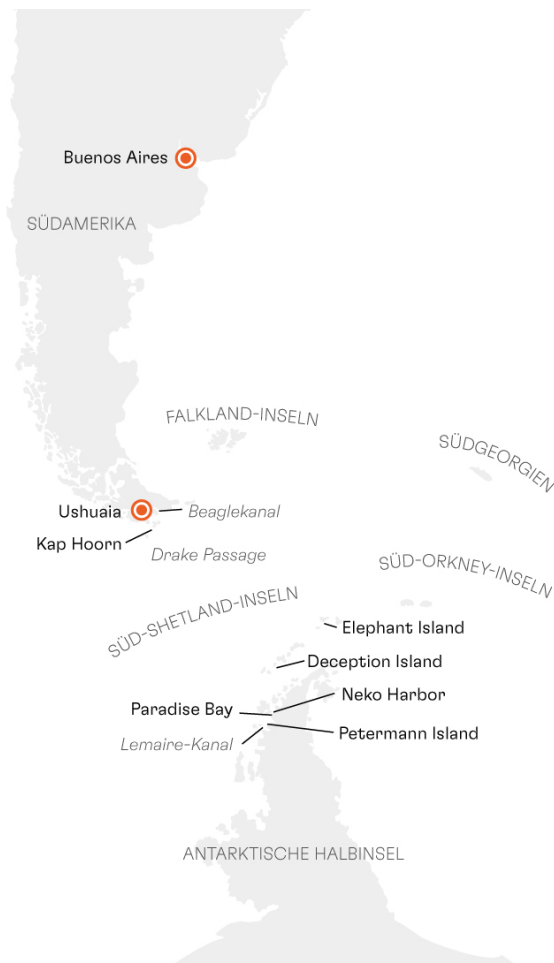 Buenos Aires
SÜDAMERIKA
FALKLAND-INSELN
SÜDGEORGIEN
Ushuaia
Beaglekanal
Kap Hoorn
Drake Passage
SÜD-ORKNEY-INSELN
SÜD-SHETLAND-INSELN
Elephant Island
Deception Island
Neko Harbor
Paradise Bay
Petermann Island
Lemaire-Kanal
ANTARKTISCHE HALBINSEL